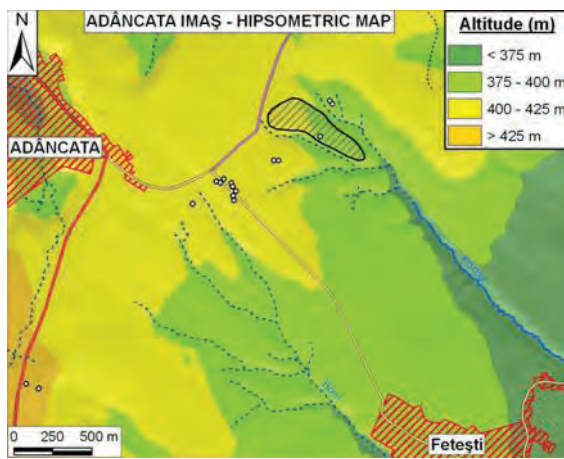 N
ADÂNCATA IMAȘ - HIPSOMETRIC MAP
Altitude (m)
< 375 m
375 - 400 m
400 - 425 m
> 425 m
ADÂNCATA
Fetești
0 250 500 m